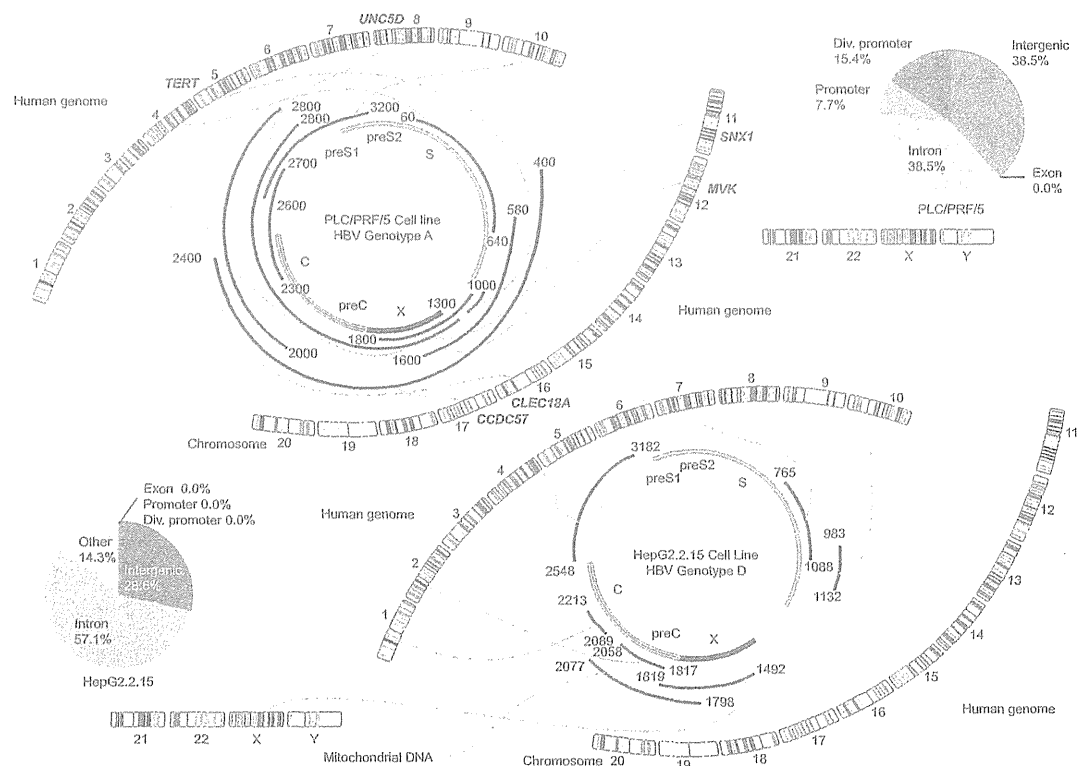 UNC5D
8
9
10
7
6
5
TERT
4
3
2
1
Human genome
2800
2800
3200
60
preS1
preS2
S
2700
2600
400
580
640
PLC/PRF/5 Cell line
HBV Genotype A
2400
C
2300
preC
X
1300
1000
1800
2000
1600
11
SNX1
MVK
12
13
14
15
16
CLEC18A
17
CCDC57
18
19
Chromosome 20
Human genome
Div. promoter
15.4%
Intergenic
38.5%
Promoter
7.7%
Intron
38.5%
Exon
0.0%
PLC/PRF/5
21
22
X
Y
Exon 0.0%
Promoter 0.0%
Div. promoter 0.0%
Other
14.3%
Intergenic
28.6%
Intron
57.1%
HepG2.2.15
21
22
X
Y
Mitochondrial DNA
Human genome
1
2
3
4
5
6
7
8
9
10
11
12
13
14
15
16
17
18
19
Chromosome 20
3182
preS1
preS2
S
765
983
1088
1132
HepG2.2.15 Cell Line
HBV Genotype D
2548
2213
C
2089
2058
2077
preC
X
1819
1817
1492
1798
Human genome